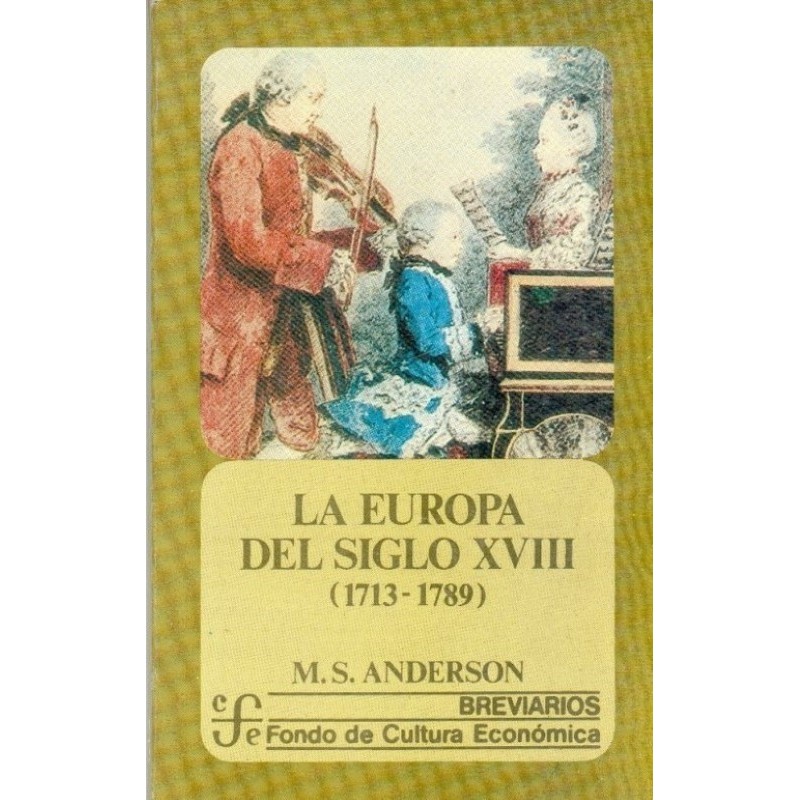 LA EUROPA
DEL SIGLO XVIII
(1713-1789)
M. S. ANDERSON
BREVIARIOS
cfe Fondo de Cultura Económica